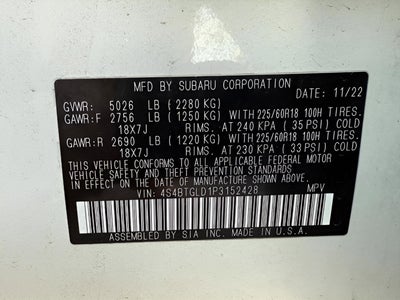 MFD BY SUBARU CORPORATION DATE: 11/22
GVWR: 5026 LB (2280 KG)
GAWR:F 2756 LB (1250 KG) WITH 225/60R18 100H TIRES.
18X7J RIMS. AT 240 KPA (35 PSI) COLD
GAWR:R 2690 LB (1220 KG) WITH 225/60R18 100H TIRES.
18X7J RIMS. AT 230 KPA (33 PSI) COLD
THIS VEHICLE CONFORMS TO ALL APPLICABLE FEDERAL MOTOR
VEHICLE SAFETY AND THEFT PREVENTION STANDARDS IN EFFECT
ON THE DATE OF MANUFACTURE SHOWN ABOVE.
VIN: 4S4BTGLD1P3152428 MPV
ASSEMBLED BY SIA INC. MADE IN U.S.A.